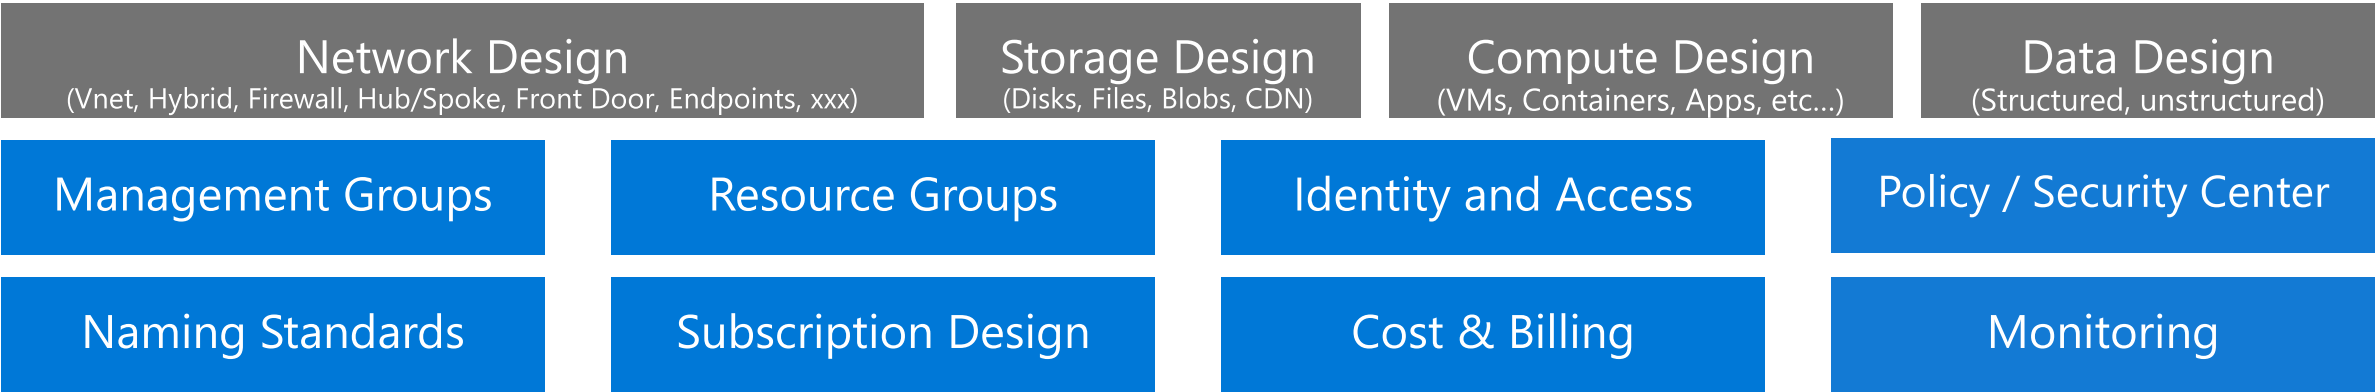 Network Design
(Vnet, Hybrid, Firewall, Hub/Spoke, Front Door, Endpoints, xxx)
Storage Design
(Disks, Files, Blobs, CDN)
Compute Design
(VMs, Containers, Apps, etc...)
Data Design
(Structured, unstructured)
Management Groups
Resource Groups
Identity and Access
Policy / Security Center
Naming Standards
Subscription Design
Cost & Billing
Monitoring